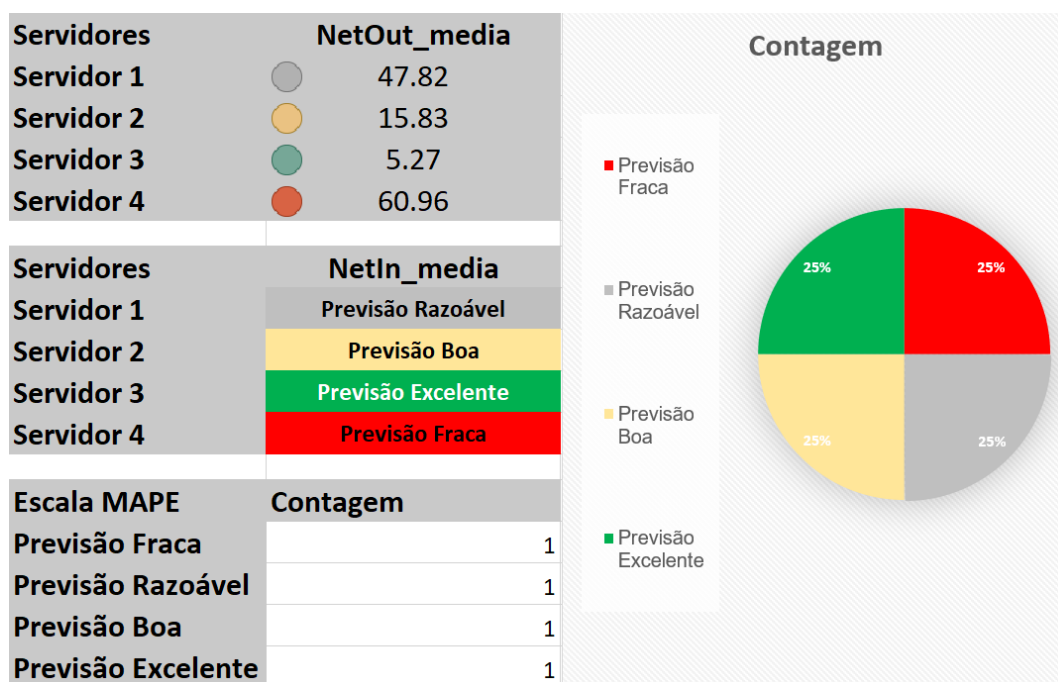 Servidores NetOut_media
Servidor 1 47.82
Servidor 2 15.83
Servidor 3 5.27
Servidor 4 60.96
Servidores NetIn_media
Servidor 1 Previsão Razoável
Servidor 2 Previsão Boa
Servidor 3 Previsão Excelente
Servidor 4 Previsão Fraca
Escala MAPE Contagem
Previsão Fraca 1
Previsão Razoável 1
Previsão Boa 1
Previsão Excelente 1
Contagem
Previsão
Fraca
Previsão
Razoável
Previsão
Boa
Previsão
Excelente
25% 25%
25% 25%